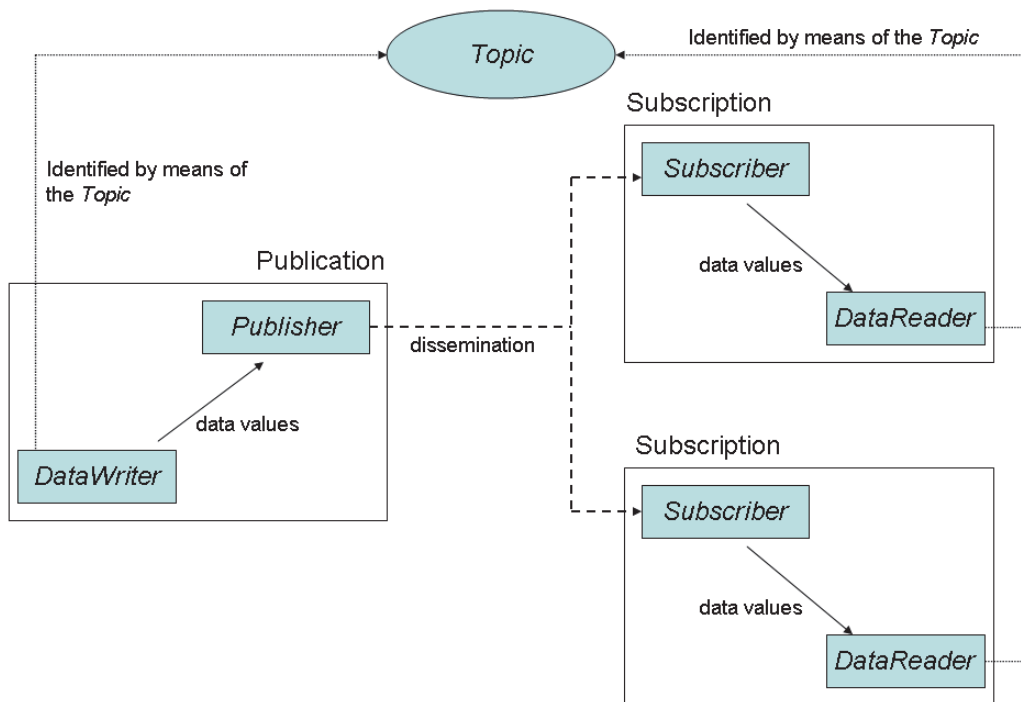 Topic
Identified by means of the Topic
Subscription
Identified by means of
the Topic
Subscriber
data values
Publication
Publisher
dissemination
DataReader
data values
DataWriter
Subscription
Subscriber
data values
DataReader